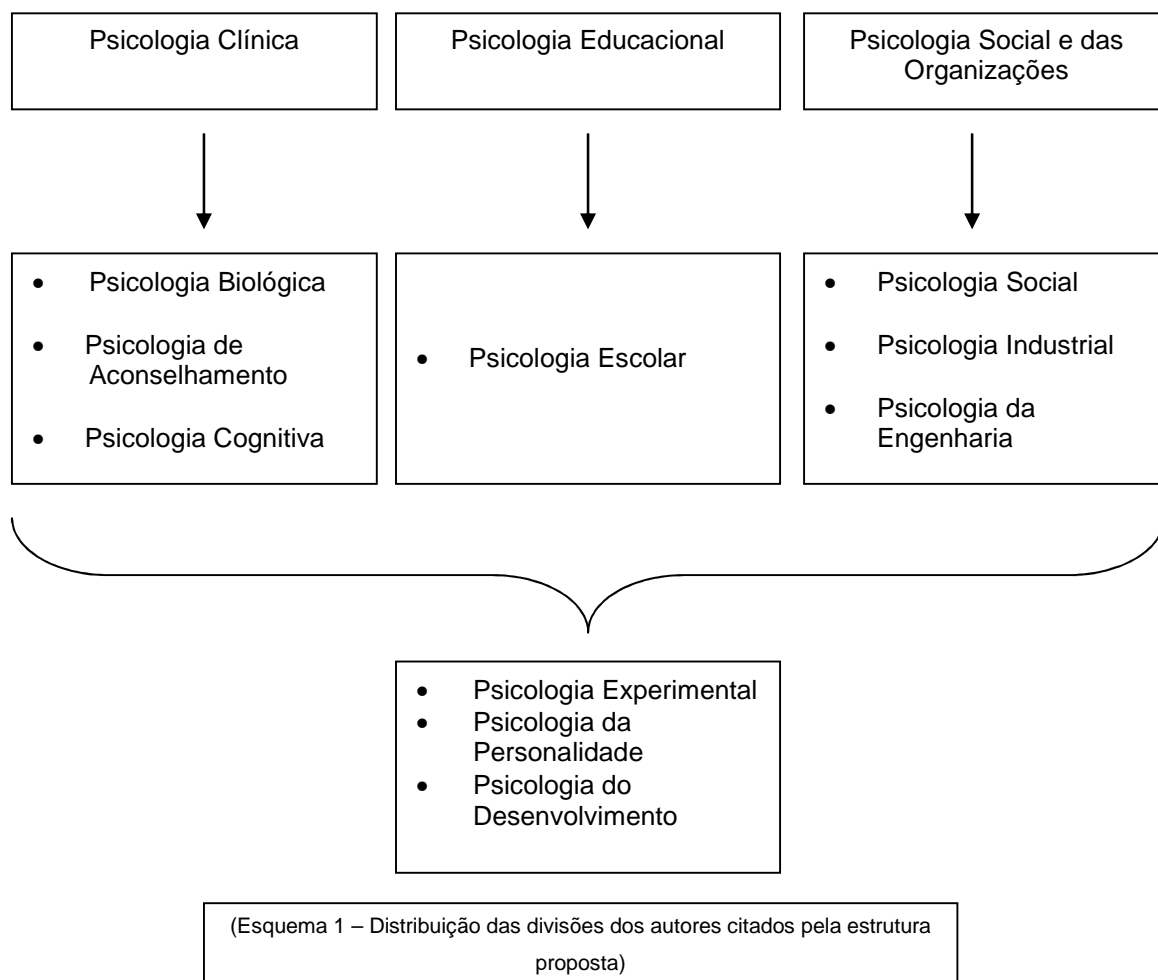 Psicologia Clínica
Psicologia Educacional
Psicologia Social e das
Organizações
• Psicologia Biológica
• Psicologia de
Aconselhamento
• Psicologia Cognitiva
• Psicologia Escolar
• Psicologia Social
• Psicologia Industrial
• Psicologia da
Engenharia
• Psicologia Experimental
• Psicologia da
Personalidade
• Psicologia do
Desenvolvimento
(Esquema 1 – Distribuição das divisões dos autores citados pela estrutura
proposta)